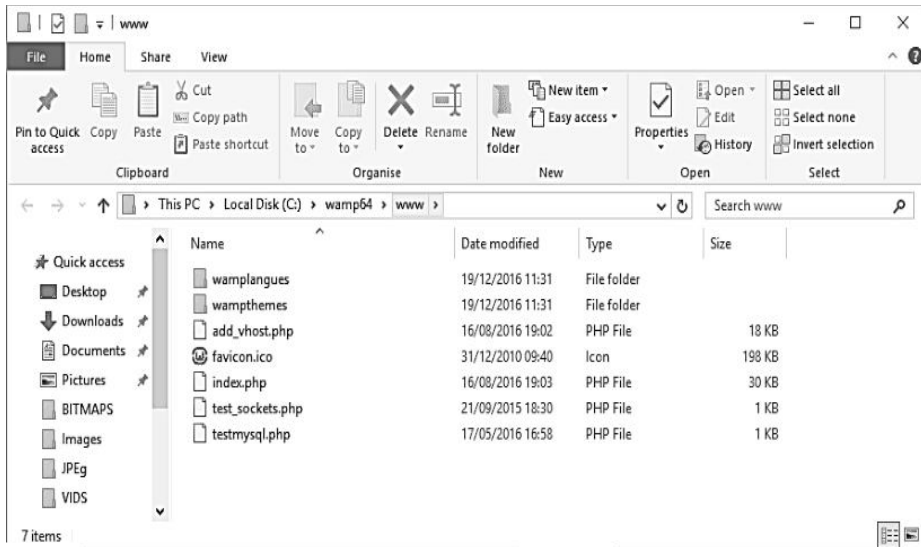 www
File Home Share View
Pin to Quick access
Copy
Paste
Cut
Copy path
Paste shortcut
Clipboard
Move to
Copy to
Delete
Rename
Organise
New folder
New item
Easy access
New
Properties
Open
Edit
History
Open
Select all
Select none
Invert selection
Select
This PC > Local Disk (C:) > wamp64 > www >
Search www
Name Date modified Type Size
Quick access
Desktop
Downloads
Documents
Pictures
BITMAPS
Images
JPEg
VIDS
wamplangues 19/12/2016 11:31 File folder
wampthemes 19/12/2016 11:31 File folder
add_vhost.php 16/08/2016 19:02 PHP File 18 KB
favicon.ico 31/12/2010 09:40 Icon 198 KB
index.php 16/08/2016 19:03 PHP File 30 KB
test_sockets.php 21/09/2015 18:30 PHP File 1 KB
testmysql.php 17/05/2016 16:58 PHP File 1 KB
7 items